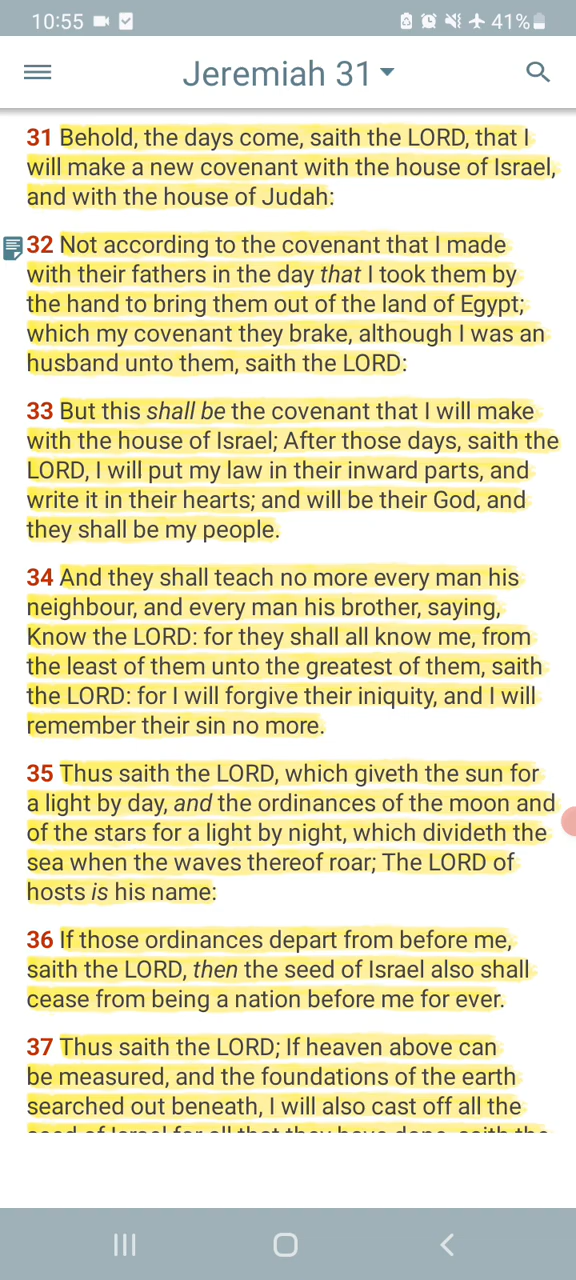 10:55 41%
Jeremiah 31
31 Behold, the days come, saith the LORD, that I
will make a new covenant with the house of Israel,
and with the house of Judah:
32 Not according to the covenant that I made
with their fathers in the day that I took them by
the hand to bring them out of the land of Egypt;
which my covenant they brake, although I was an
husband unto them, saith the LORD:
33 But this shall be the covenant that I will make
with the house of Israel; After those days, saith the
LORD, I will put my law in their inward parts, and
write it in their hearts; and will be their God, and
they shall be my people.
34 And they shall teach no more every man his
neighbour, and every man his brother, saying,
Know the LORD: for they shall all know me, from
the least of them unto the greatest of them, saith
the LORD: for I will forgive their iniquity, and I will
remember their sin no more.
35 Thus saith the LORD, which giveth the sun for
a light by day, and the ordinances of the moon and
of the stars for a light by night, which divideth the
sea when the waves thereof roar; The LORD of
hosts is his name:
36 If those ordinances depart from before me,
saith the LORD, then the seed of Israel also shall
cease from being a nation before me for ever.
37 Thus saith the LORD; If heaven above can
be measured, and the foundations of the earth
searched out beneath, I will also cast off all the
seed of Israel for all that they have done, saith the